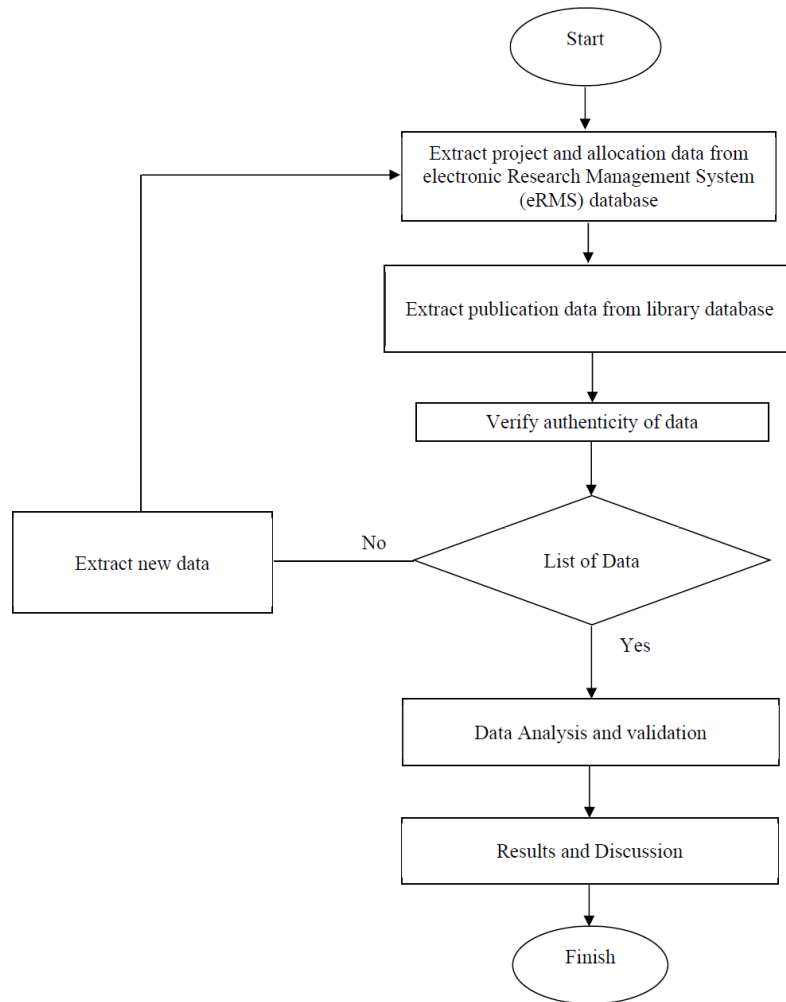 Start
Extract project and allocation data from
electronic Research Management System
(eRMS) database
Extract publication data from library database
Verify authenticity of data
List of Data
No
Extract new data
Yes
Data Analysis and validation
Results and Discussion
Finish